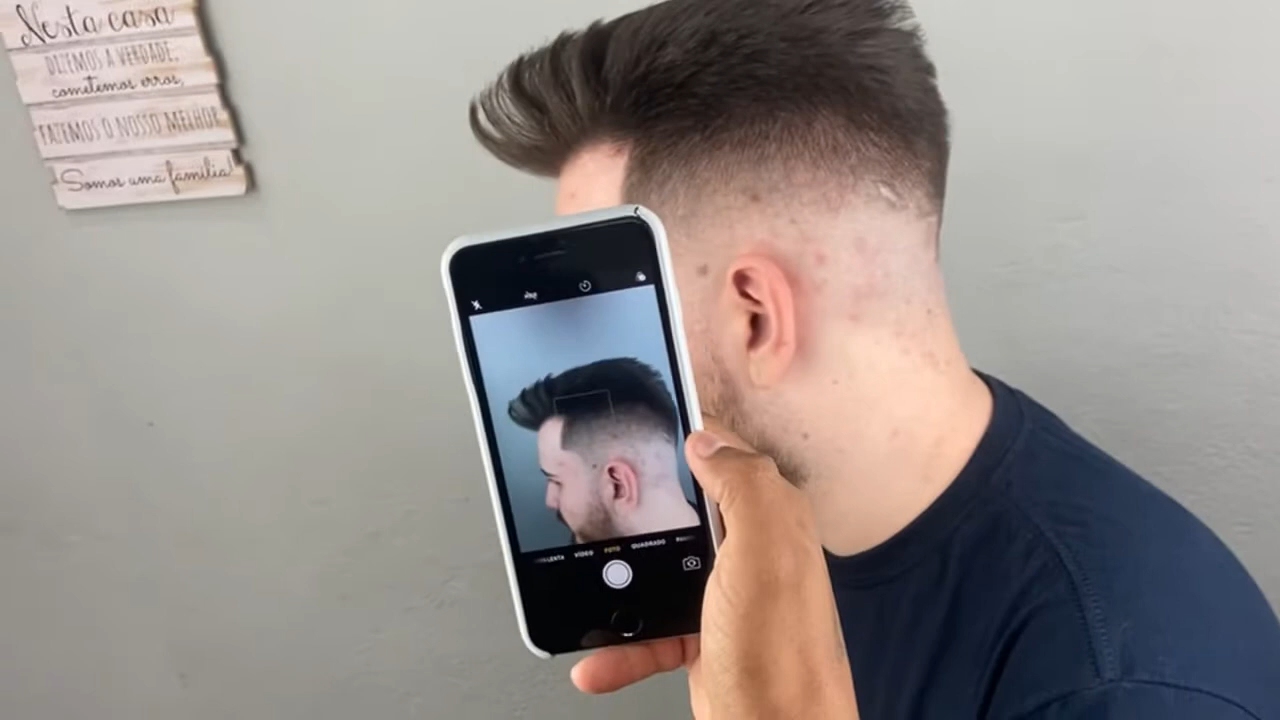 Nesta casa
DIZEMOS A VERDADE,
cometemos erros,
FAZEMOS O NOSSO MELHOR
Somos uma família
VÍDEO FOTO QUADRADO